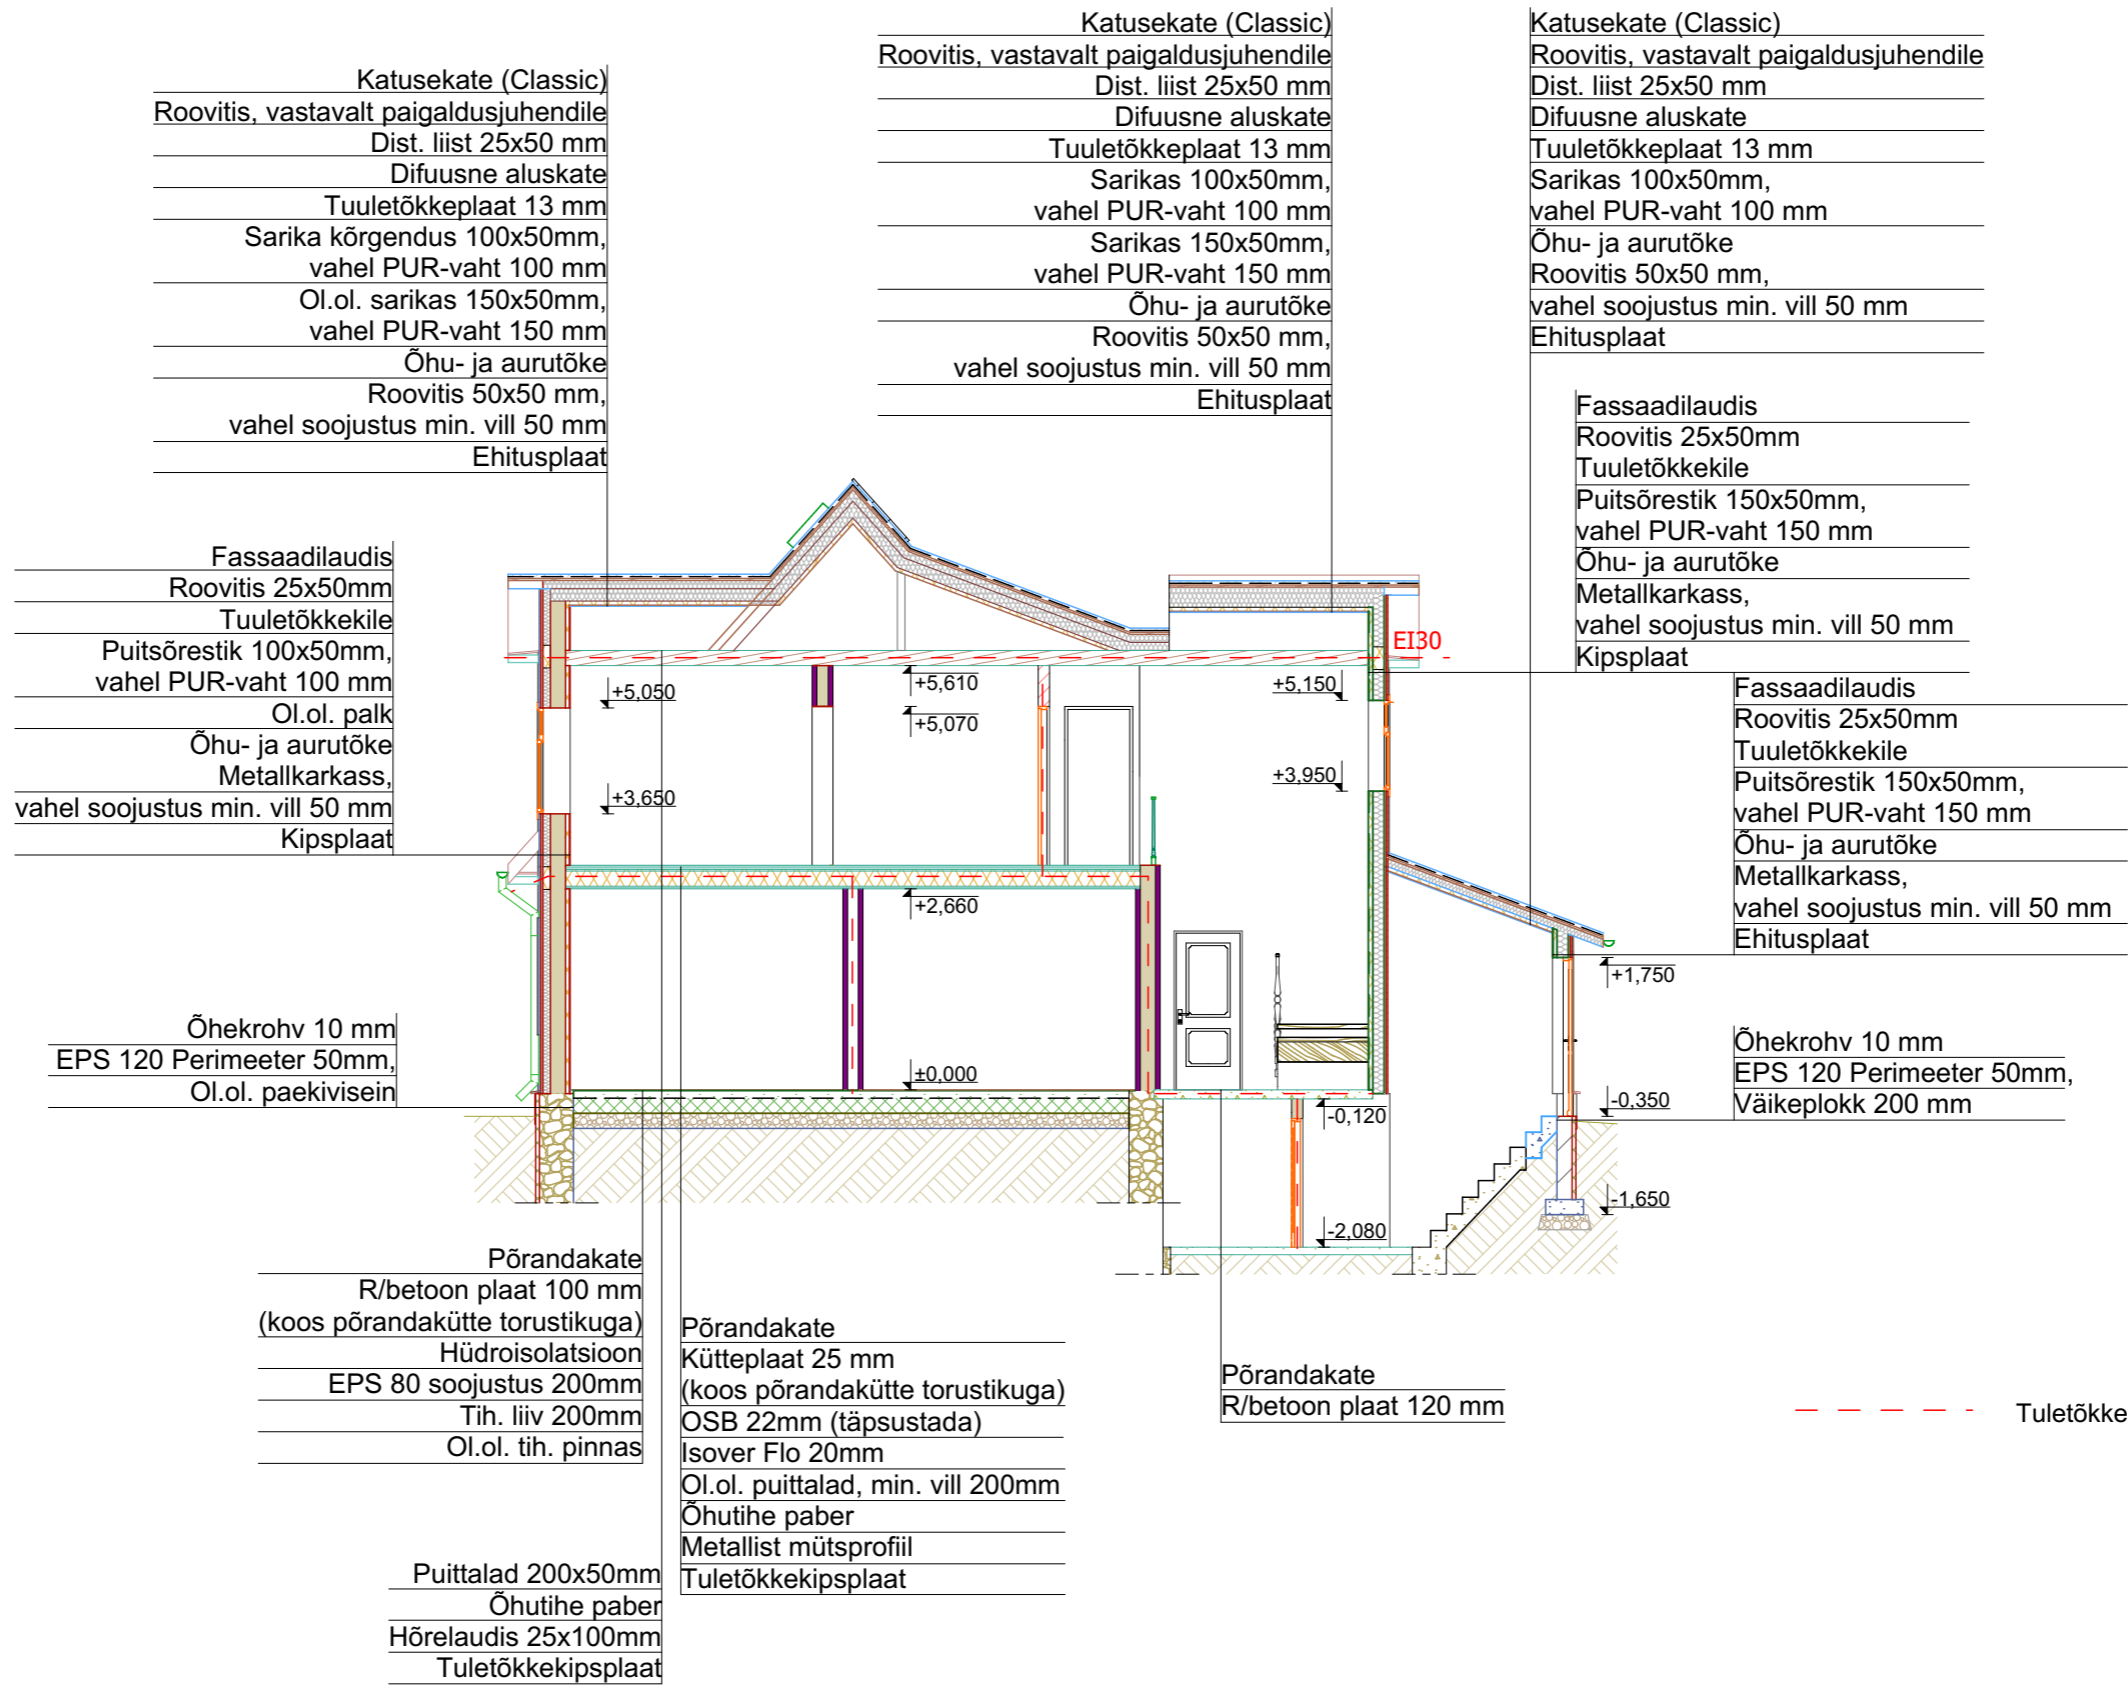 Katusekate (Classic)
Roovitis, vastavalt paigaldusjuhendile
Dist. liist 25x50 mm
Difuusne aluskate
Tuuletõkkeplaat 13 mm
Sarika kõrgendus 100x50mm,
vahel PUR-vaht 100 mm
Ol.ol. sarikas 150x50mm,
vahel PUR-vaht 150 mm
Õhu- ja aurutõke
Roovitis 50x50 mm,
vahel soojustus min. vill 50 mm
Ehitusplaat
Katusekate (Classic)
Roovitis, vastavalt paigaldusjuhendile
Dist. liist 25x50 mm
Difuusne aluskate
Tuuletõkkeplaat 13 mm
Sarikas 100x50mm,
vahel PUR-vaht 100 mm
Sarikas 150x50mm,
vahel PUR-vaht 150 mm
Õhu- ja aurutõke
Roovitis 50x50 mm,
vahel soojustus min. vill 50 mm
Ehitusplaat
Katusekate (Classic)
Roovitis, vastavalt paigaldusjuhendile
Dist. liist 25x50 mm
Difuusne aluskate
Tuuletõkkeplaat 13 mm
Sarikas 100x50mm,
vahel PUR-vaht 100 mm
Õhu- ja aurutõke
Roovitis 50x50 mm,
vahel soojustus min. vill 50 mm
Ehitusplaat
Fassaadilaudis
Roovitis 25x50mm
Tuuletõkkekile
Puitsõrestik 150x50mm,
vahel PUR-vaht 150 mm
Õhu- ja aurutõke
Metallkarkass,
vahel soojustus min. vill 50 mm
Kipsplaat
Fassaadilaudis
Roovitis 25x50mm
Tuuletõkkekile
Puitsõrestik 100x50mm,
vahel PUR-vaht 100 mm
Ol.ol. palk
Õhu- ja aurutõke
Metallkarkass,
vahel soojustus min. vill 50 mm
Kipsplaat
Fassaadilaudis
Roovitis 25x50mm
Tuuletõkkekile
Puitsõrestik 150x50mm,
vahel PUR-vaht 150 mm
Õhu- ja aurutõke
Metallkarkass,
vahel soojustus min. vill 50 mm
Ehitusplaat
EI30
+5,050
+5,610
+5,150
+5,070
+3,950
+3,650
+2,660
+1,750
±0,000
-0,120
-0,350
-1,650
-2,080
Õhekrohv 10 mm
EPS 120 Perimeeter 50mm,
Ol.ol. paekivisein
Õhekrohv 10 mm
EPS 120 Perimeeter 50mm,
Väikeplokk 200 mm
Põrandakate
R/betoon plaat 100 mm
(koos põrandakütte torustikuga)
Hüdroisolatsioon
EPS 80 soojustus 200mm
Tih. liiv 200mm
Ol.ol. tih. pinnas
Põrandakate
Kütteplaat 25 mm
(koos põrandakütte torustikuga)
OSB 22mm (täpsustada)
Isover Flo 20mm
Ol.ol. puittalad, min. vill 200mm
Õhutihe paber
Metallist mütsprofiil
Tuletõkkekipsplaat
Põrandakate
R/betoon plaat 120 mm
Tuletõkke
Puittalad 200x50mm
Õhutihe paber
Hõrelaudis 25x100mm
Tuletõkkekipsplaat